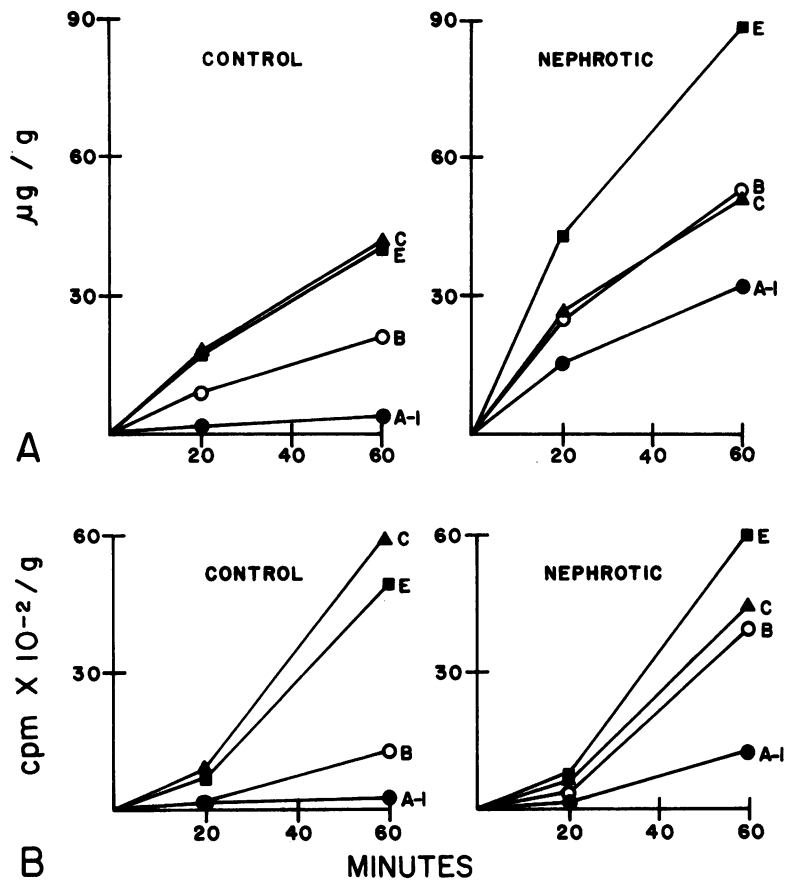 90
60
30
µg / g
CONTROL
C
E
B
A-I
20 40 60
A
90
60
30
NEPHROTIC
E
B
C
A-I
20 40 60
60
30
cpm X 10-2/g
CONTROL
C
E
B
A-I
20 40 60
B
60
30
NEPHROTIC
E
C
B
A-I
20 40 60
MINUTES